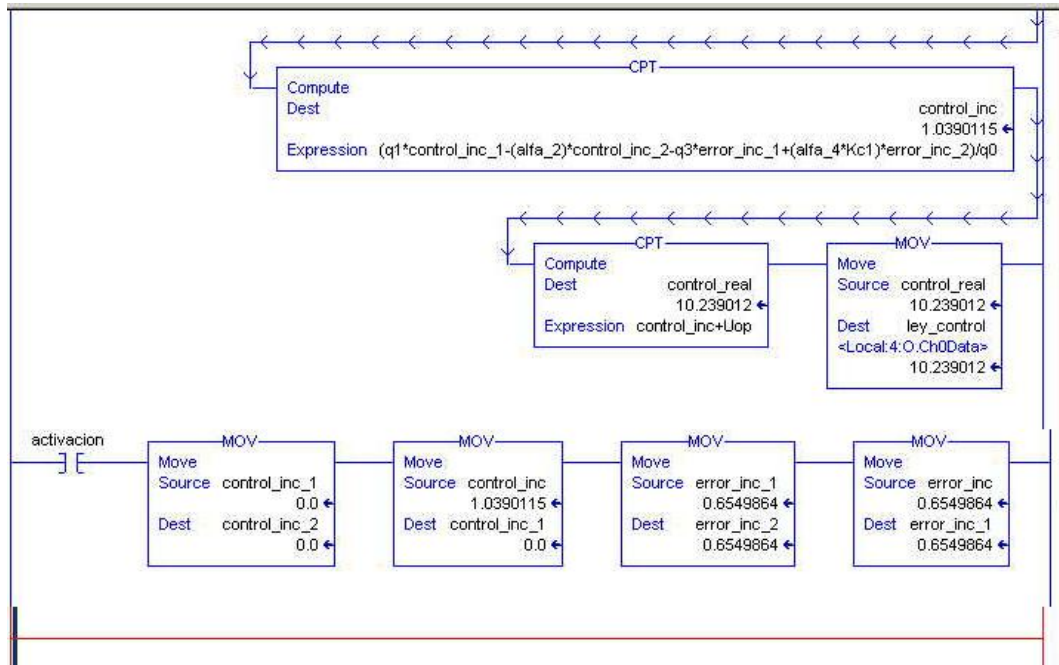 CPT
Compute
Dest control_inc
1.0390115
Expression (q1*control_inc_1-(alfa_2)*control_inc_2-q3*error_inc_1+(alfa_4*Kc1)*error_inc_2)/q0
CPT
Compute
Dest control_real
10.239012
Expression control_inc+Uop
MOV
Move
Source control_real
10.239012
Dest ley_control
<Local:4:O.Ch0Data>
10.239012
activacion
MOV
Move
Source control_inc_1
0.0
Dest control_inc_2
0.0
MOV
Move
Source control_inc
1.0390115
Dest control_inc_1
0.0
MOV
Move
Source error_inc_1
0.6549864
Dest error_inc_2
0.6549864
MOV
Move
Source error_inc
0.6549864
Dest error_inc_1
0.6549864